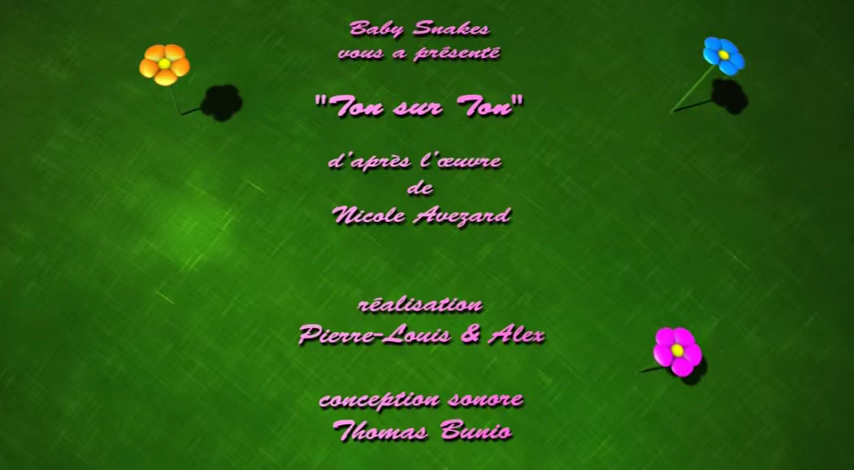 Baby Snakes
vous a présenté
"Ton sur Ton"
d'après l'œuvre
de
Nicole Avezard
réalisation
Pierre-Louis & Alex
conception sonore
Thomas Bunio